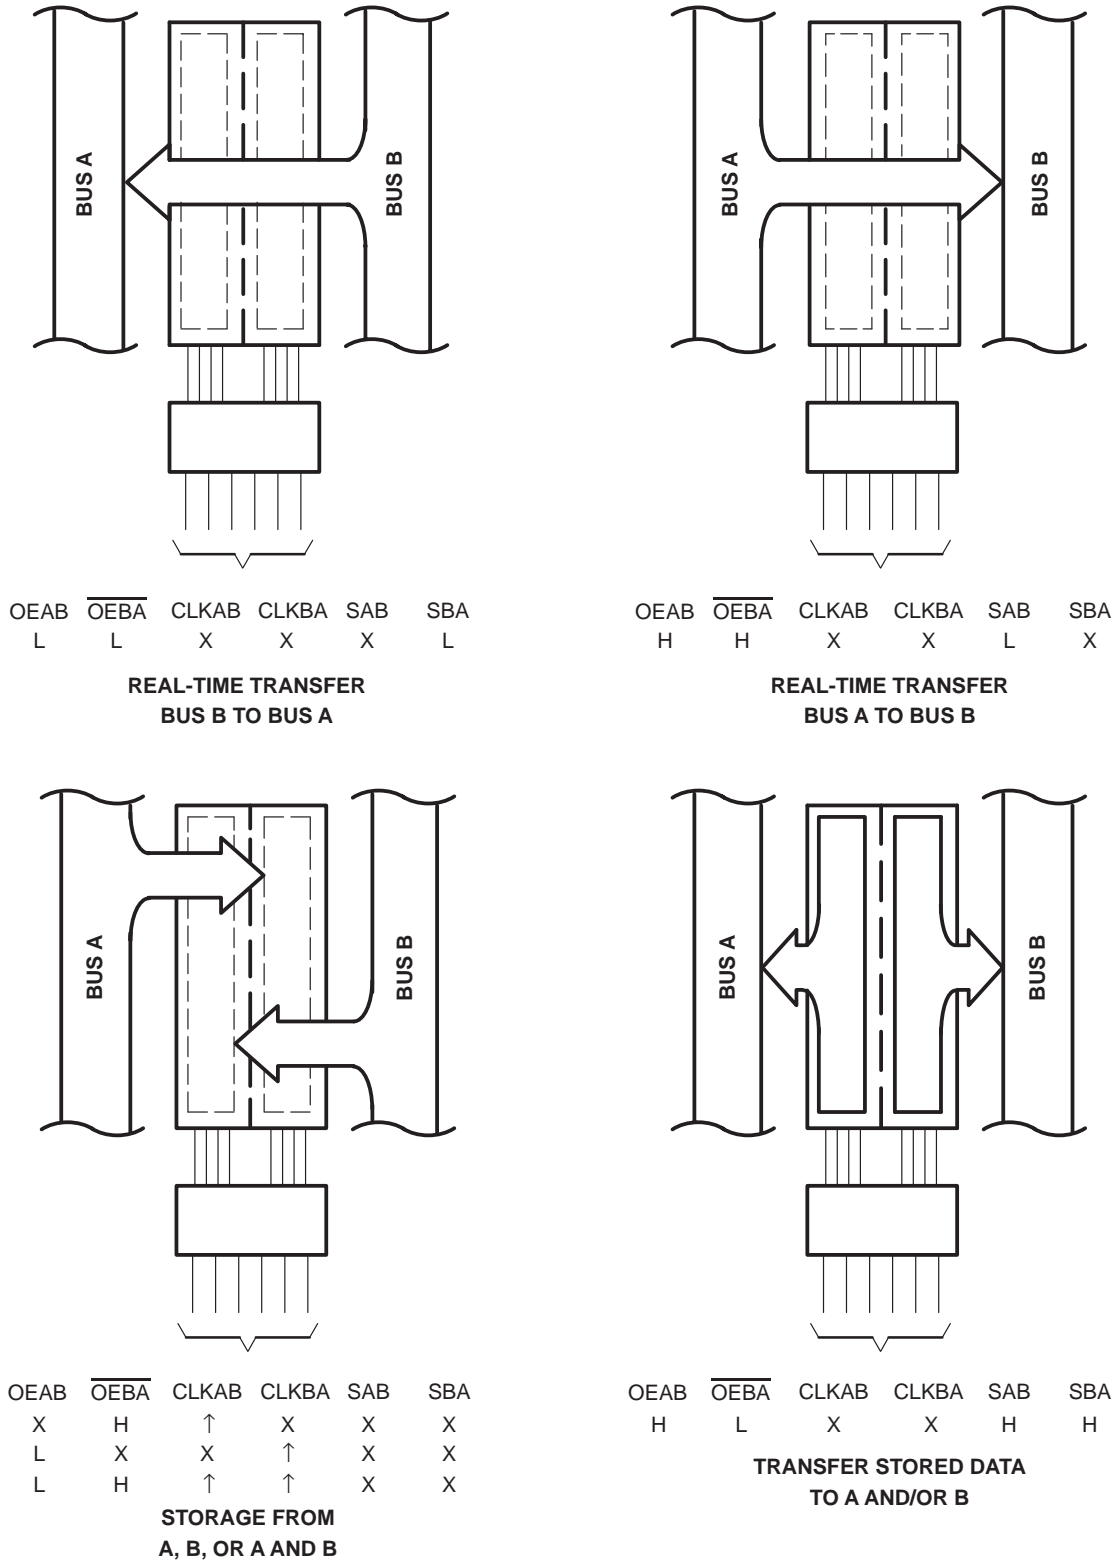 BUS A
BUS B
OEAB OEBA CLKAB CLKBA SAB SBA
L L X X X L
REAL-TIME TRANSFER
BUS B TO BUS A
BUS A
BUS B
OEAB OEBA CLKAB CLKBA SAB SBA
H H X X L X
REAL-TIME TRANSFER
BUS A TO BUS B
BUS A
BUS B
OEAB OEBA CLKAB CLKBA SAB SBA
X H ↑ X X X
L X X ↑ X X
L H ↑ ↑ X X
STORAGE FROM
A, B, OR A AND B
BUS A
BUS B
OEAB OEBA CLKAB CLKBA SAB SBA
H L X X H H
TRANSFER STORED DATA
TO A AND/OR B